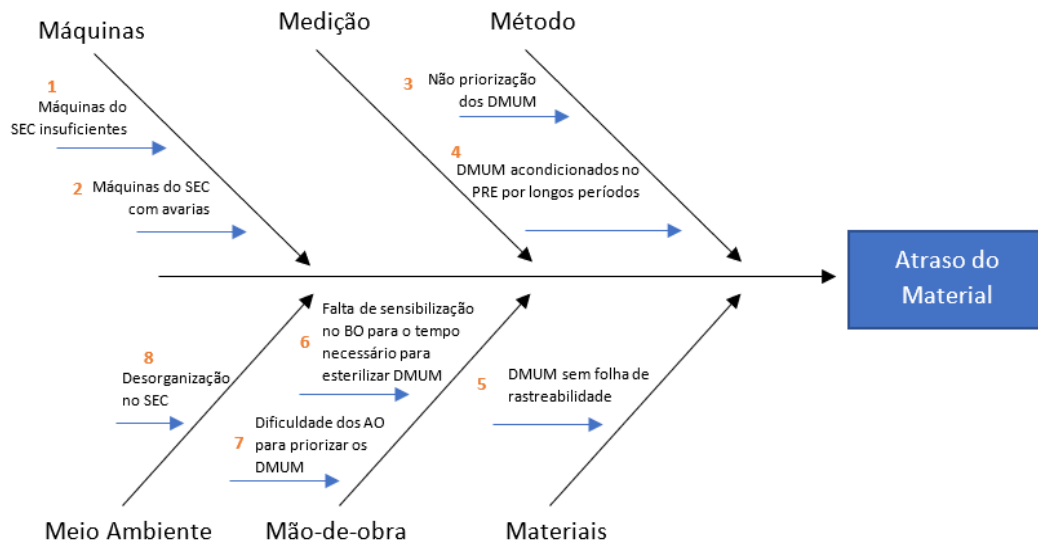 Máquinas
Medição
Método
1
Máquinas do
SEC insuficientes
2
Máquinas do SEC
com avarias
3
Não priorização
dos DMUM
4
DMUM acondicionados no
PRE por longos períodos
Atraso do
Material
8
Desorganização
no SEC
6
Falta de sensibilização
no BO para o tempo
necessário para
esterilizar DMUM
7
Dificuldade dos AO
para priorizar os
DMUM
5
DMUM sem folha de
rastreabilidade
Meio Ambiente
Mão-de-obra
Materiais